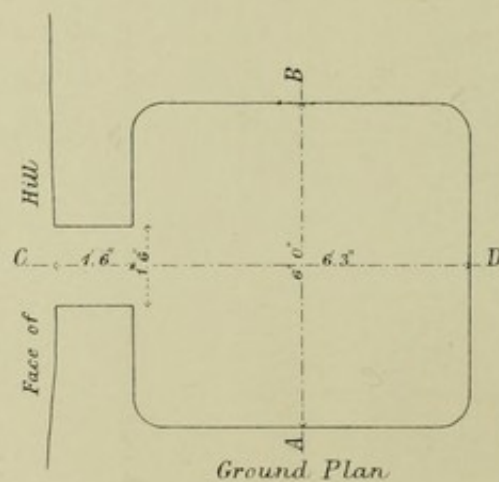 B
Hill
C
1'.6"
1'.6"
6'.0"
6'.3"
D
Face of
A
Ground Plan